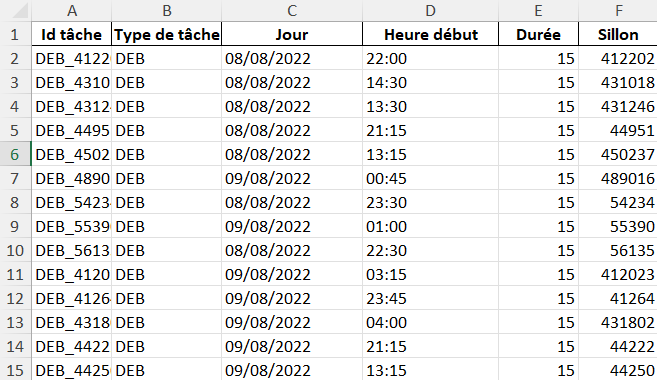 A B C D E F
1 Id tâche Type de tâche Jour Heure début Durée Sillon
2 DEB_4122 DEB 08/08/2022 22:00 15 412202
3 DEB_4310 DEB 08/08/2022 14:30 15 431018
4 DEB_4312 DEB 08/08/2022 13:30 15 431246
5 DEB_4495 DEB 08/08/2022 21:15 15 44951
6 DEB_4502 DEB 08/08/2022 13:15 15 450237
7 DEB_4890 DEB 09/08/2022 00:45 15 489016
8 DEB_5423 DEB 08/08/2022 23:30 15 54234
9 DEB_5539 DEB 09/08/2022 01:00 15 55390
10 DEB_5613 DEB 08/08/2022 22:30 15 56135
11 DEB_4120 DEB 09/08/2022 03:15 15 412023
12 DEB_4126 DEB 09/08/2022 23:45 15 41264
13 DEB_4318 DEB 09/08/2022 04:00 15 431802
14 DEB_4422 DEB 09/08/2022 21:15 15 44222
15 DEB_4425 DEB 09/08/2022 13:15 15 44250